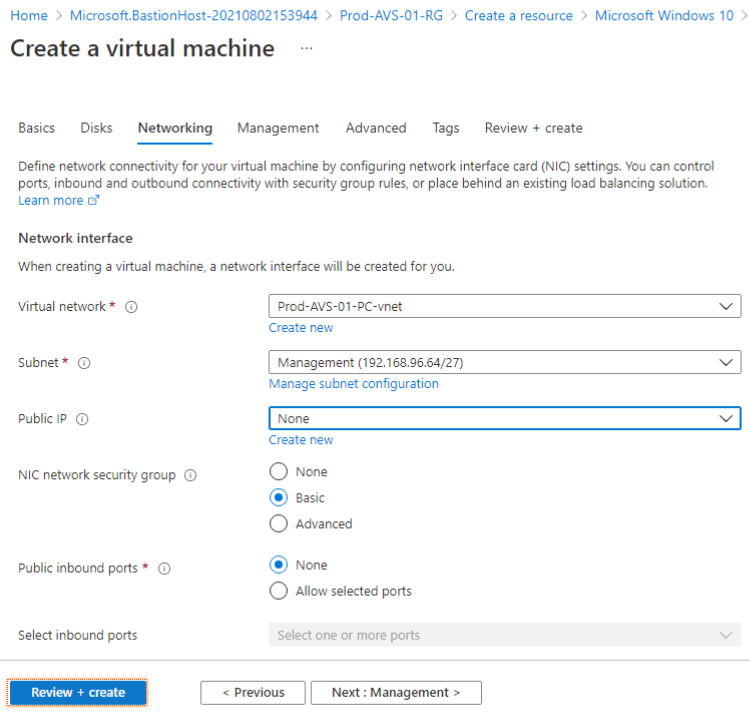 Home > Microsoft.BastionHost-20210802153944 > Prod-AVS-01-RG > Create a resource > Microsoft Windows 10 >
Create a virtual machine ...
Basics Disks Networking Management Advanced Tags Review + create
Define network connectivity for your virtual machine by configuring network interface card (NIC) settings. You can control
ports, inbound and outbound connectivity with security group rules, or place behind an existing load balancing solution.
Learn more
Network interface
When creating a virtual machine, a network interface will be created for you.
Virtual network * Prod-AVS-01-PC-vnet
Create new
Subnet * Management (192.168.96.64/27)
Manage subnet configuration
Public IP None
Create new
NIC network security group None
Basic
Advanced
Public inbound ports * None
Allow selected ports
Select inbound ports Select one or more ports
Review + create < Previous Next : Management >